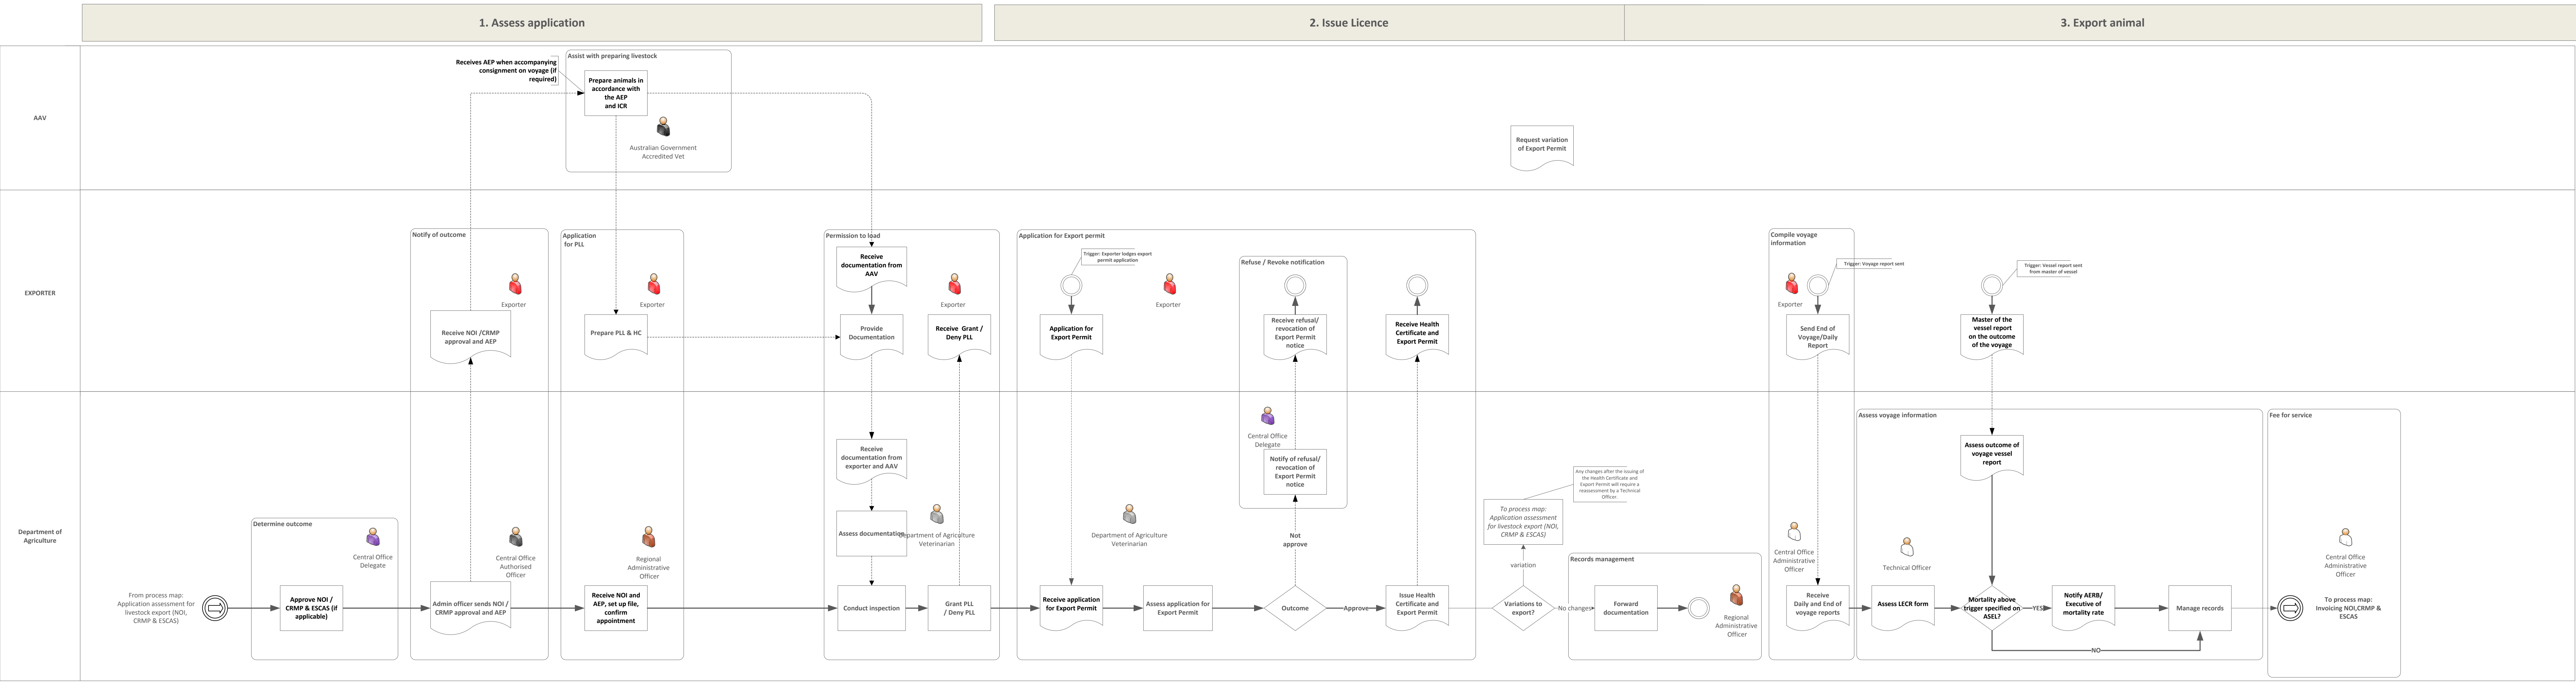 1. Assess application
2. Issue Licence
3. Export animal
AAV
Receives AEP when accompanying
consignment on voyage (if
required)
Assist with preparing livestock
Prepare animals in
accordance with
the AEP
and ICR
Australian Government
Accredited Vet
Request variation
of Export Permit
EXPORTER
Notify of outcome
Exporter
Receive NOI /CRMP
approval and AEP
Application
for PLL
Exporter
Prepare PLL & HC
Permission to load
Receive
documentation from
AAV
Exporter
Provide
Documentation
Receive Grant /
Deny PLL
Application for Export permit
Trigger: Exporter lodges export
permit application
Exporter
Application for
Export Permit
Refuse / Revoke notification
Receive refusal/
revocation of
Export Permit
notice
Receive Health
Certificate and
Export Permit
Compile voyage
information
Trigger: Voyage report sent
Exporter
Send End of
Voyage/Daily
Report
Trigger: Vessel report sent
from master of vessel
Master of the
vessel report
on the outcome
of the voyage
Department of
Agriculture
From process map:
Application assessment for
livestock export (NOI,
CRMP & ESCAS)
Determine outcome
Central Office
Delegate
Approve NOI /
CRMP & ESCAS (if
applicable)
Central Office
Authorised
Officer
Admin officer sends NOI /
CRMP approval and AEP
Regional
Administrative
Officer
Receive NOI and
AEP, set up file,
confirm
appointment
Receive
documentation from
exporter and AAV
Assess documentation
Department of Agriculture
Veterinarian
Conduct inspection
Grant PLL
/ Deny PLL
Department of Agriculture
Veterinarian
Receive application
for Export Permit
Assess application for
Export Permit
Central Office
Delegate
Notify of refusal/
revocation of
Export Permit
notice
Not
approve
Outcome
Approve
Issue Health
Certificate and
Export Permit
Any changes after the issuing of
the Health Certificate and
Export Permit will require a
reassessment by a Technical
Officer.
To process map:
Application assessment
for livestock export (NOI,
CRMP & ESCAS)
variation
Variations to
export?
No changes
Records management
Forward
documentation
Regional
Administrative
Officer
Central Office
Administrative
Officer
Receive
Daily and End of
voyage reports
Assess voyage information
Assess outcome of
voyage vessel
report
Technical Officer
Assess LECR form
Mortality above
trigger specified on
ASEL?
YES
Notify AERB/
Executive of
mortality rate
Manage records
NO
Fee for service
Central Office
Administrative
Officer
To process map:
Invoicing NOI,CRMP &
ESCAS